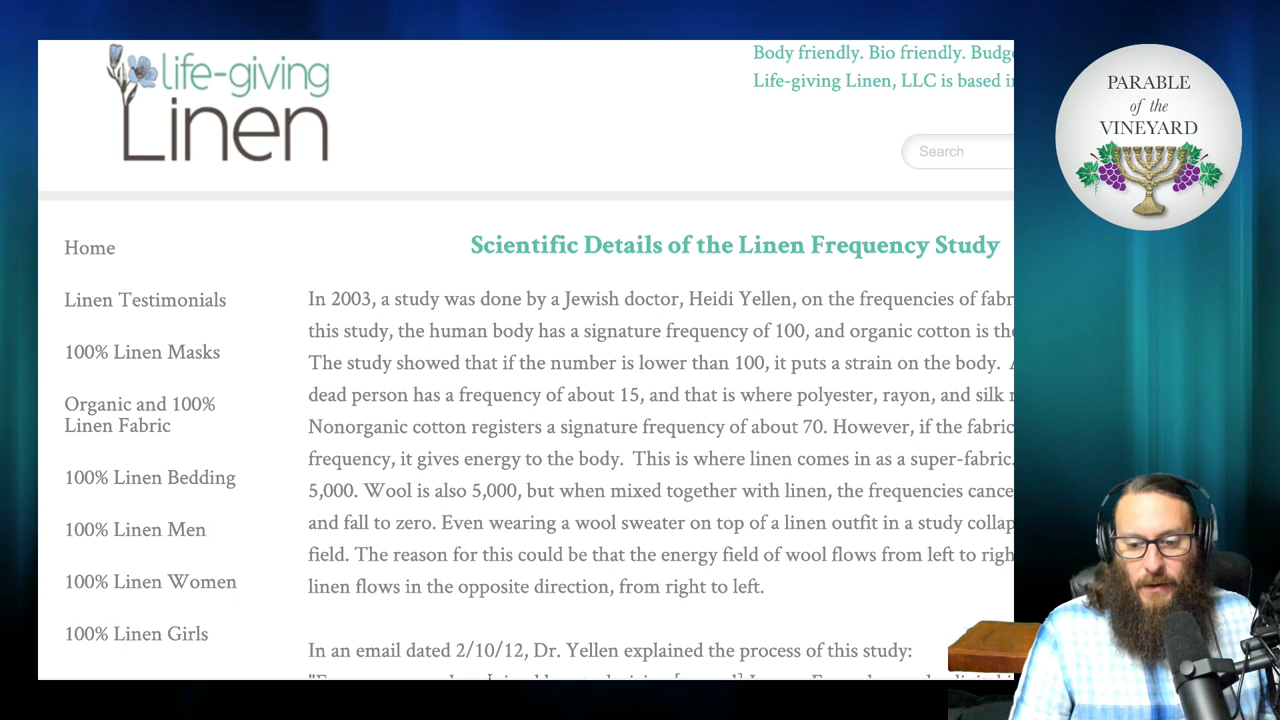 life-giving
Linen
Body friendly. Bio friendly. Budg
Life-giving Linen, LLC is based i
Search
PARABLE
of the
VINEYARD
Home
Linen Testimonials
100% Linen Masks
Organic and 100%
Linen Fabric
100% Linen Bedding
100% Linen Men
100% Linen Women
100% Linen Girls
Scientific Details of the Linen Frequency Study
In 2003, a study was done by a Jewish doctor, Heidi Yellen, on the frequencies of fabr
this study, the human body has a signature frequency of 100, and organic cotton is the
The study showed that if the number is lower than 100, it puts a strain on the body.
dead person has a frequency of about 15, and that is where polyester, rayon, and silk
Nonorganic cotton registers a signature frequency of about 70. However, if the fabric
frequency, it gives energy to the body. This is where linen comes in as a super-fabric.
5,000. Wool is also 5,000, but when mixed together with linen, the frequencies cance
and fall to zero. Even wearing a wool sweater on top of a linen outfit in a study collap
field. The reason for this could be that the energy field of wool flows from left to righ
linen flows in the opposite direction, from right to left.
In an email dated 2/10/12, Dr. Yellen explained the process of this study: